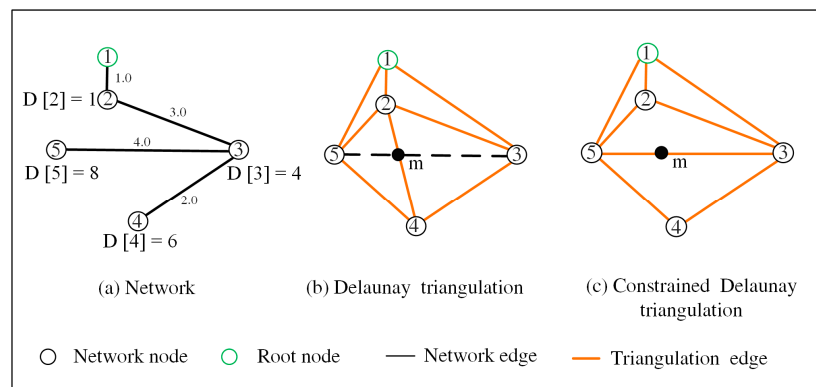 1
1.0
D [2] = 1
2
3.0
5
4.0
3
D [5] = 8
D [3] = 4
2.0
4
D [4] = 6
(a) Network
1
2
5
3
m
4
(b) Delaunay triangulation
1
2
5
3
m
4
(c) Constrained Delaunay
triangulation
Network node
Root node
Network edge
Triangulation edge